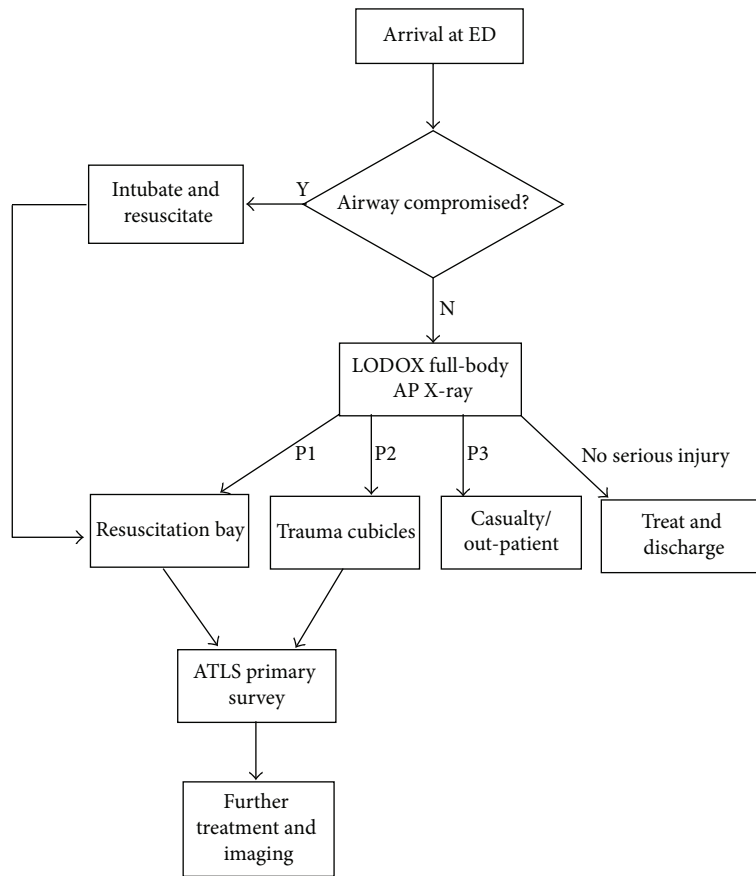 Arrival at ED
Airway compromised?
Y
Intubate and
resuscitate
N
LODOX full-body
AP X-ray
P1
P2
P3
No serious injury
Resuscitation bay
Trauma cubicles
Casualty/
out-patient
Treat and
discharge
ATLS primary
survey
Further
treatment and
imaging